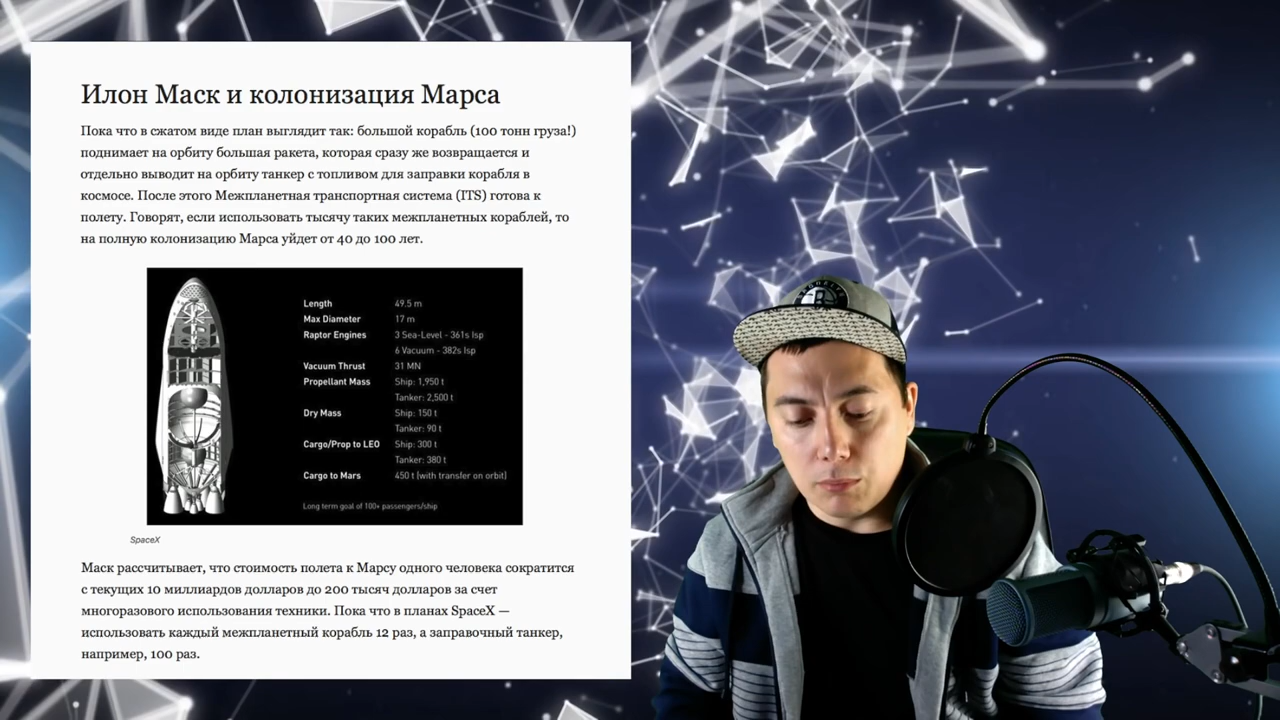 Илон Маск и колонизация Марса
Пока что в сжатом виде план выглядит так: большой корабль (100 тонн груза!)
поднимает на орбиту большая ракета, которая сразу же возвращается и
отдельно выводит на орбиту танкер с топливом для заправки корабля в
космосе. После этого Межпланетная транспортная система (ITS) готова к
полету. Говорят, если использовать тысячу таких межпланетных кораблей, то
на полную колонизацию Марса уйдет от 40 до 100 лет.
Length 49.5 m
Max Diameter 17 m
Raptor Engines 3 Sea-Level - 361s Isp
6 Vacuum - 382s Isp
Vacuum Thrust 31 MN
Propellant Mass Ship: 1,950 t
Tanker: 2,500 t
Dry Mass Ship: 150 t
Tanker: 90 t
Cargo/Prop to LEO Ship: 300 t
Tanker: 380 t
Cargo to Mars 450 t (with transfer on orbit)
Long term goal of 100+ passengers/ship
SpaceX
Маск рассчитывает, что стоимость полета к Марсу одного человека сократится
с текущих 10 миллиардов долларов до 200 тысяч долларов за счет
многоразового использования техники. Пока что в планах SpaceX —
использовать каждый межпланетный корабль 12 раз, а заправочный танкер,
например, 100 раз.